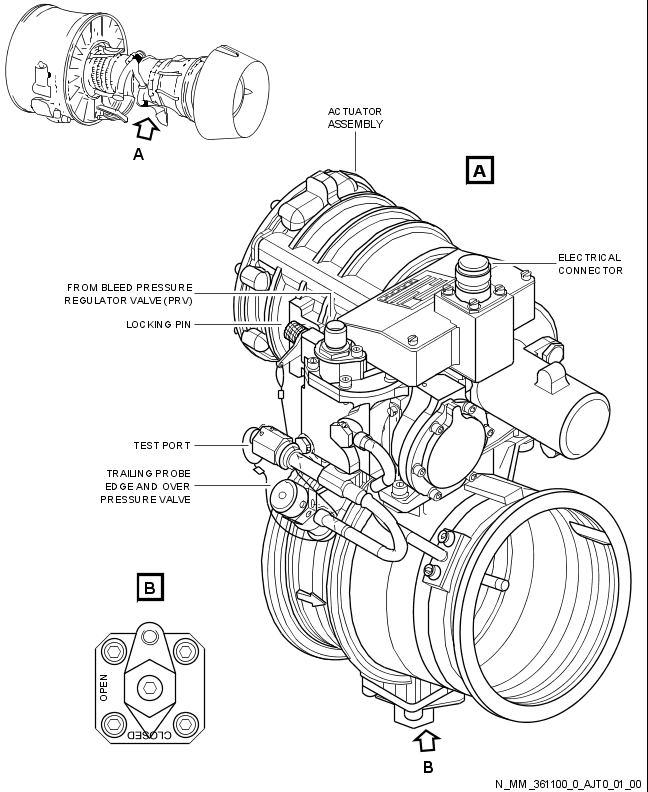 A
ACTUATOR
ASSEMBLY
A
ELECTRICAL
CONNECTOR
FROM BLEED PRESSURE
REGULATOR VALVE (PRV)
LOCKING PIN
TEST PORT
TRAILING PROBE
EDGE AND OVER
PRESSURE VALVE
B
OPEN
CLOSED
B
N_MM_361100_0_AJT0_01_00